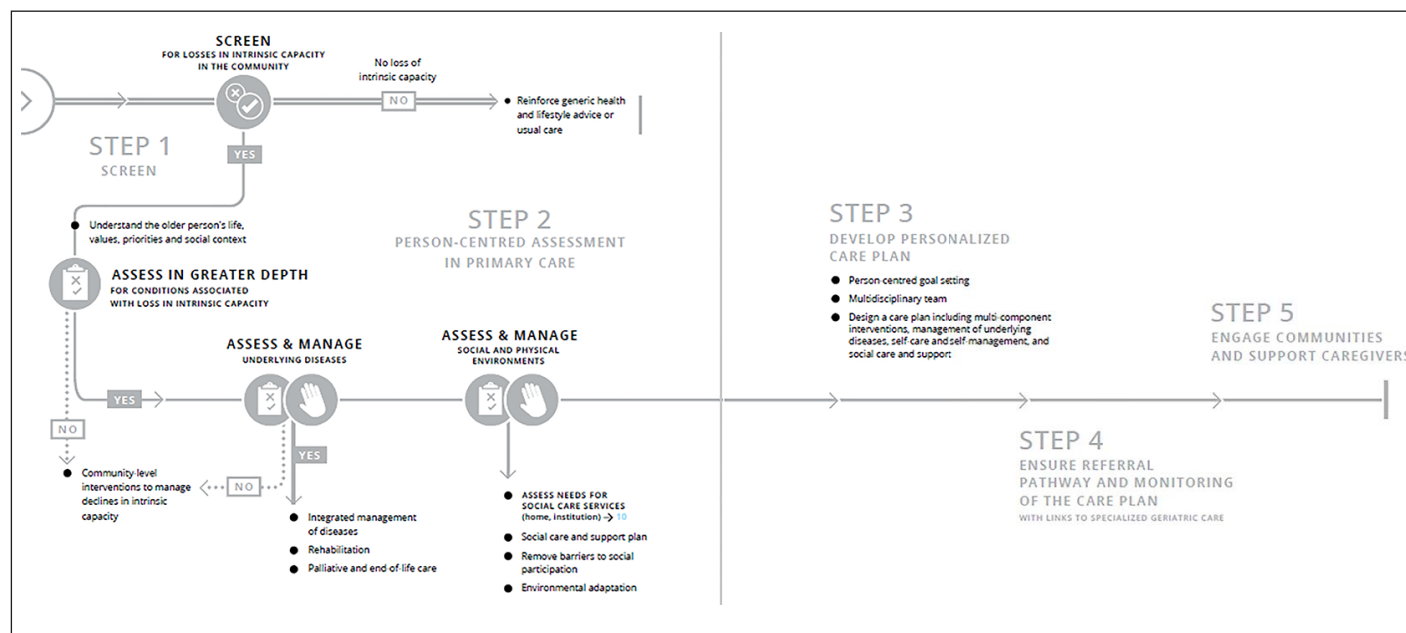 SCREEN
FOR LOSSES IN INTRINSIC CAPACITY
IN THE COMMUNITY
No loss of
intrinsic capacity
NO
Reinforce generic health
and lifestyle advice or
usual care
STEP 1
SCREEN
YES
Understand the older person's life,
values, priorities and social context
STEP 2
PERSON-CENTRED ASSESSMENT
IN PRIMARY CARE
ASSESS IN GREATER DEPTH
FOR CONDITIONS ASSOCIATED
WITH LOSS IN INTRINSIC CAPACITY
ASSESS & MANAGE
UNDERLYING DISEASES
ASSESS & MANAGE
SOCIAL AND PHYSICAL
ENVIRONMENTS
YES
NO
Community-level
interventions to manage
declines in intrinsic
capacity
NO
YES
Integrated management
of diseases
Rehabilitation
Palliative and end-of-life care
ASSESS NEEDS FOR
SOCIAL CARE SERVICES
(home, institution) → 10
Social care and support plan
Remove barriers to social
participation
Environmental adaptation
STEP 3
DEVELOP PERSONALIZED
CARE PLAN
Person-centred goal setting
Multidisciplinary team
Design a care plan including multi-component
interventions, management of underlying
diseases, self-care and self-management, and
social care and support
STEP 4
ENSURE REFERRAL
PATHWAY AND MONITORING
OF THE CARE PLAN
WITH LINKS TO SPECIALIZED GERIATRIC CARE
STEP 5
ENGAGE COMMUNITIES
AND SUPPORT CAREGIVERS